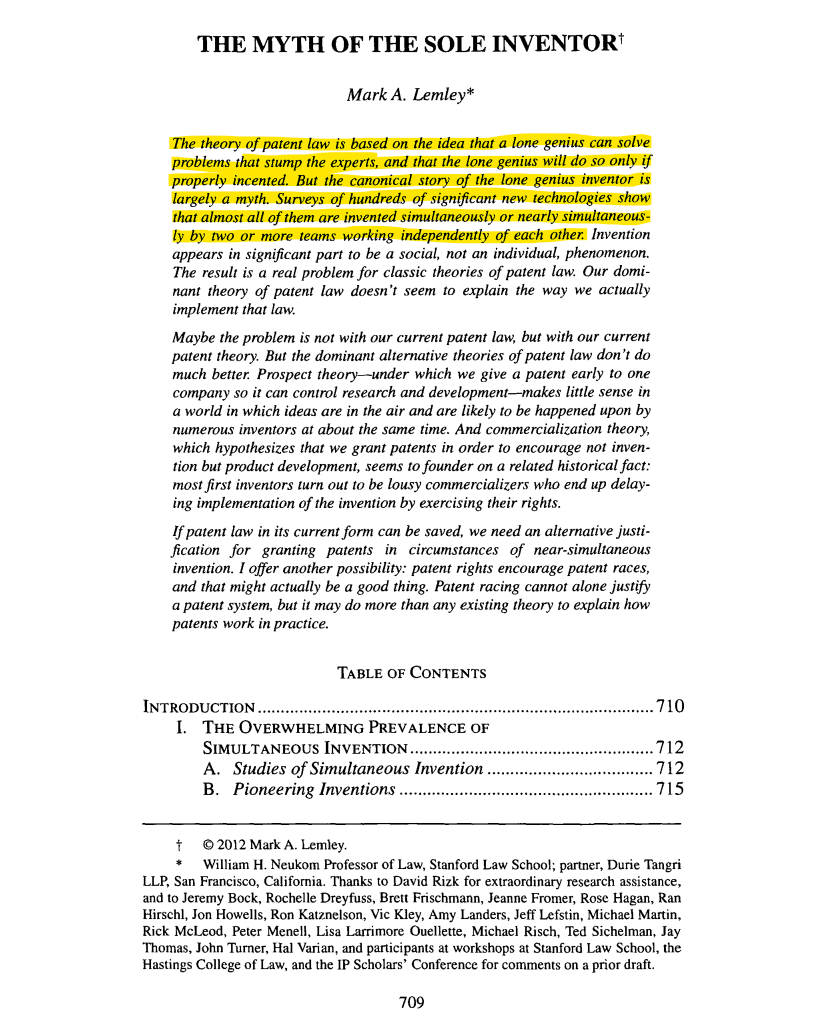 THE MYTH OF THE SOLE INVENTOR†
Mark A. Lemley*
The theory of patent law is based on the idea that a lone genius can solve
problems that stump the experts, and that the lone genius will do so only if
properly incented. But the canonical story of the lone genius inventor is
largely a myth. Surveys of hundreds of significant new technologies show
that almost all of them are invented simultaneously or nearly simultaneous-
ly by two or more teams working independently of each other. Invention
appears in significant part to be a social, not an individual, phenomenon.
The result is a real problem for classic theories of patent law. Our domi-
nant theory of patent law doesn't seem to explain the way we actually
implement that law.
Maybe the problem is not with our current patent law, but with our current
patent theory. But the dominant alternative theories of patent law don't do
much better. Prospect theory—under which we give a patent early to one
company so it can control research and development—makes little sense in
a world in which ideas are in the air and are likely to be happened upon by
numerous inventors at about the same time. And commercialization theory,
which hypothesizes that we grant patents in order to encourage not inven-
tion but product development, seems to founder on a related historical fact:
most first inventors turn out to be lousy commercializers who end up delay-
ing implementation of the invention by exercising their rights.
If patent law in its current form can be saved, we need an alternative justi-
fication for granting patents in circumstances of near-simultaneous
invention. I offer another possibility: patent rights encourage patent races,
and that might actually be a good thing. Patent racing cannot alone justify
a patent system, but it may do more than any existing theory to explain how
patents work in practice.
TABLE OF CONTENTS
INTRODUCTION ...................................................................................... 710
I. THE OVERWHELMING PREVALENCE OF
SIMULTANEOUS INVENTION ..................................................... 712
A. Studies of Simultaneous Invention .................................... 712
B. Pioneering Inventions ....................................................... 715
† © 2012 Mark A. Lemley.
* William H. Neukom Professor of Law, Stanford Law School; partner, Durie Tangri
LLP, San Francisco, California. Thanks to David Rizk for extraordinary research assistance,
and to Jeremy Bock, Rochelle Dreyfuss, Brett Frischmann, Jeanne Fromer, Rose Hagan, Ran
Hirschl, Jon Howells, Ron Katznelson, Vic Kley, Amy Landers, Jeff Lefstin, Michael Martin,
Rick McLeod, Peter Menell, Lisa Larrimore Ouellette, Michael Risch, Ted Sichelman, Jay
Thomas, John Turner, Hal Varian, and participants at workshops at Stanford Law School, the
Hastings College of Law, and the IP Scholars' Conference for comments on a prior draft.
709